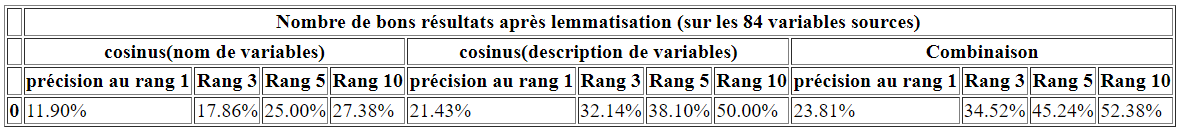 Nombre de bons résultats après lemmatisation (sur les 84 variables sources)
cosinus(nom de variables) cosinus(description de variables) Combinaison
précision au rang 1 Rang 3 Rang 5 Rang 10 précision au rang 1 Rang 3 Rang 5 Rang 10 précision au rang 1 Rang 3 Rang 5 Rang 10
0 11.90% 17.86% 25.00% 27.38% 21.43% 32.14% 38.10% 50.00% 23.81% 34.52% 45.24% 52.38%